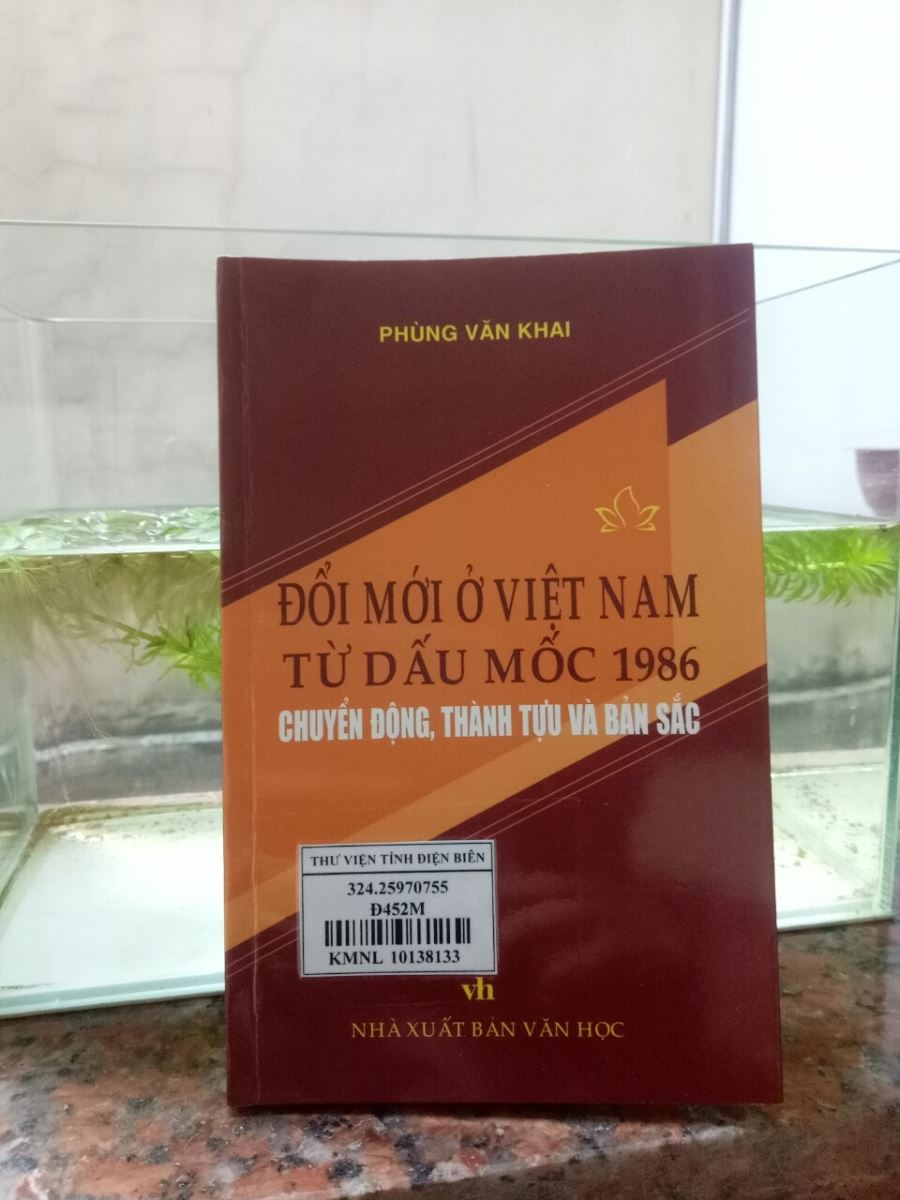 PHÙNG VĂN KHAI
ĐỔI MỚI Ở VIỆT NAM
TỪ DẤU MỐC 1986
CHUYỂN ĐỘNG, THÀNH TỰU VÀ BẢN SẮC
THƯ VIỆN TỈNH ĐIỆN BIÊN
324.25970755
Đ452M
KMNL 10138133
vh
NHÀ XUẤT BẢN VĂN HỌC